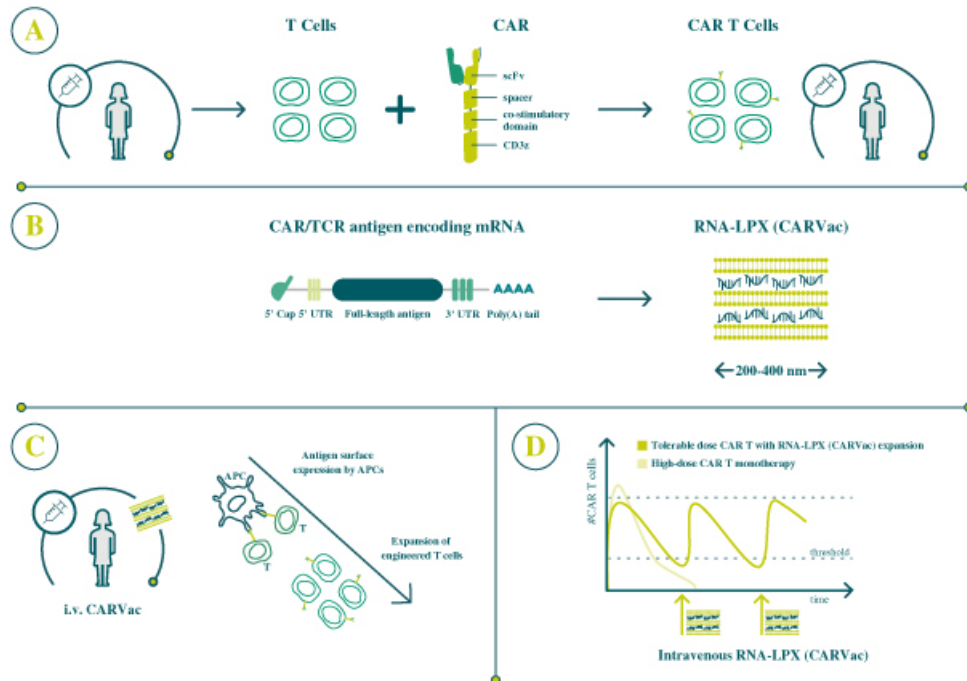 A
T Cells
CAR
CAR T Cells
scFv
spacer
co-stimulatory
domain
CD3z
B
CAR/TCR antigen encoding mRNA
RNA-LPX (CARVac)
AAAA
5' Cap 5' UTR Full-length antigen 3' UTR Poly(A) tail
200-400 nm
C
i.v. CARVac
Antigen surface
expression by APCs
APC
T
T
Expansion of
engineered T cells
D
#CAR T cells
Tolerable dose CAR T with RNA-LPX (CARVac) expansion
High-dose CAR T monotherapy
threshold
time
Intravenous RNA-LPX (CARVac)